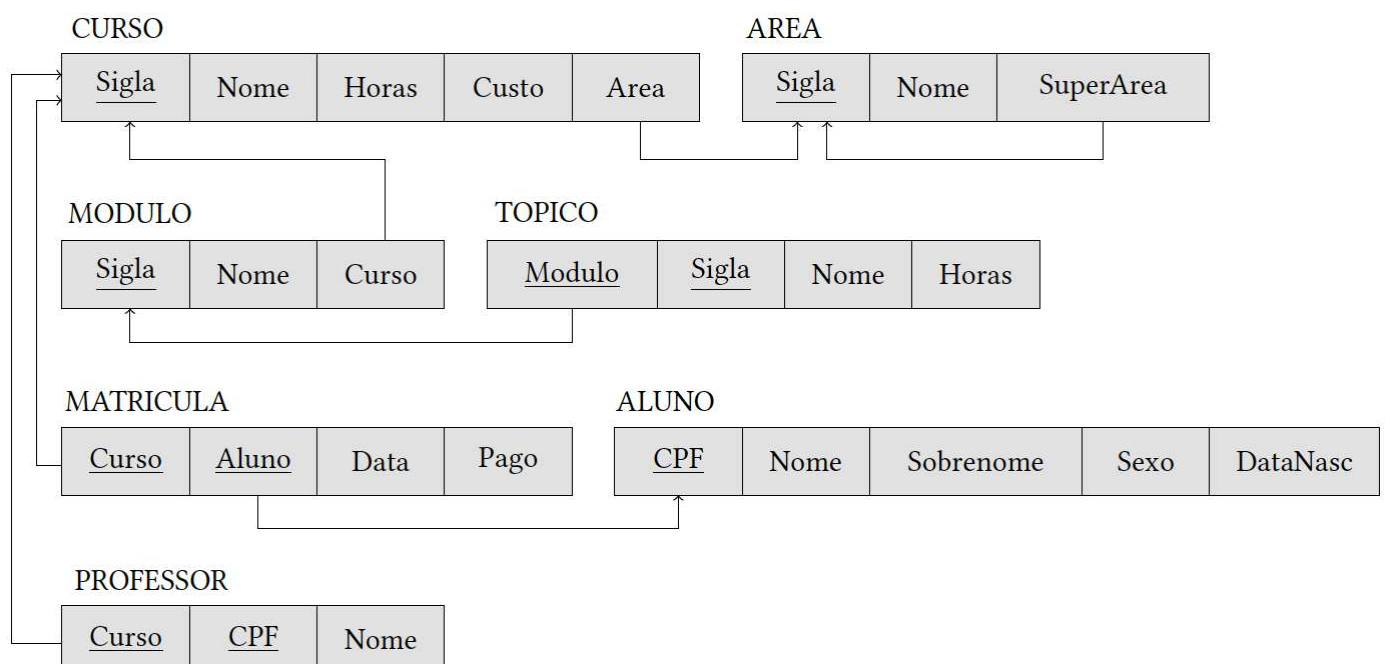 CURSO AREA
Sigla Nome Horas Custo Area Sigla Nome SuperArea
MODULO TOPICO
Sigla Nome Curso Modulo Sigla Nome Horas
MATRICULA ALUNO
Curso Aluno Data Pago CPF Nome Sobrenome Sexo DataNasc
PROFESSOR
Curso CPF Nome